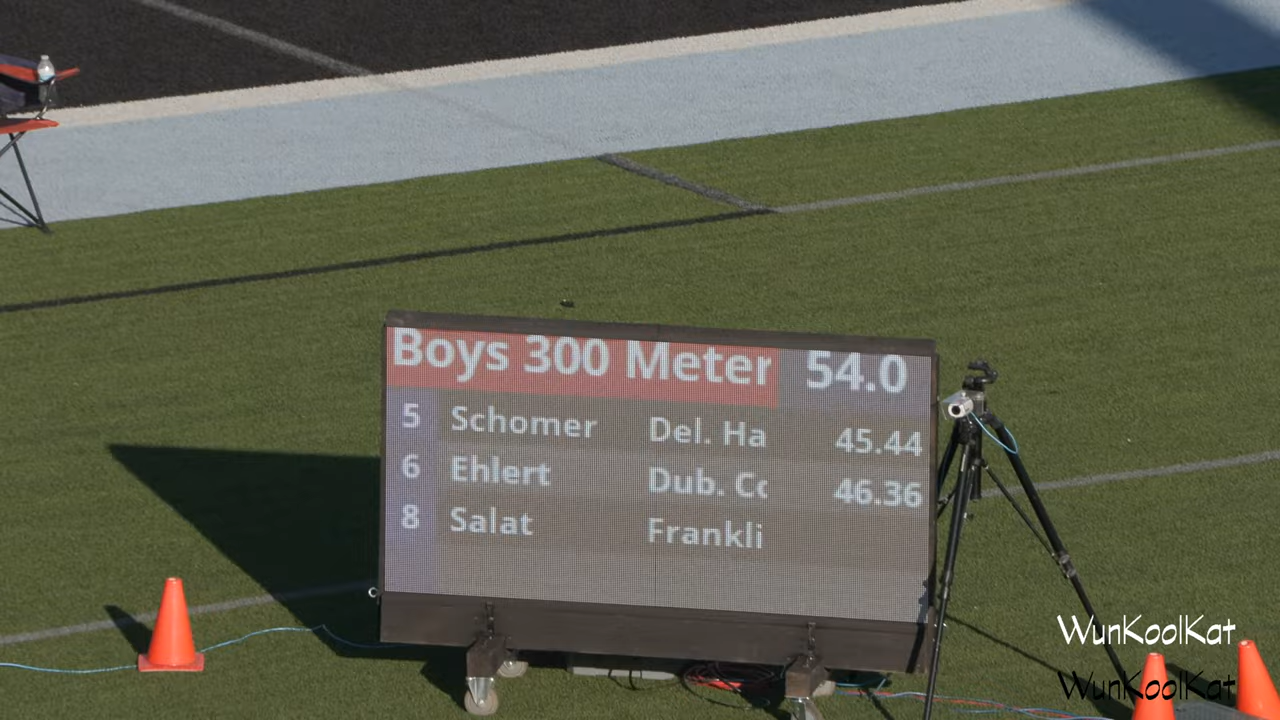 Boys 300 Meter 54.0
5 Schomer Del. Ha 45.44
6 Ehlert Dub. Co 46.36
8 Salat Frankli
WunKoolKat
WunKoolKat